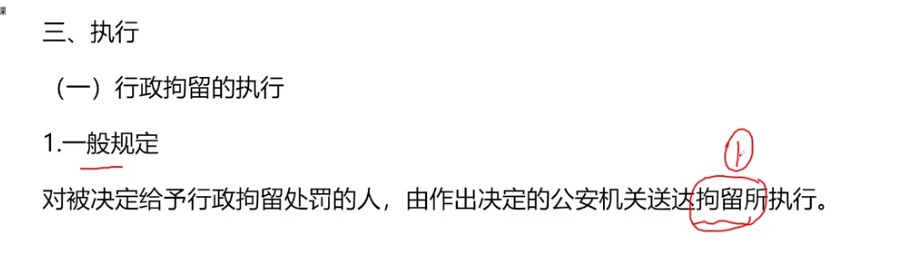 课
三、执行
（一）行政拘留的执行
1.一般规定
对被决定给予行政拘留处罚的人，由作出决定的公安机关送达拘留所执行。